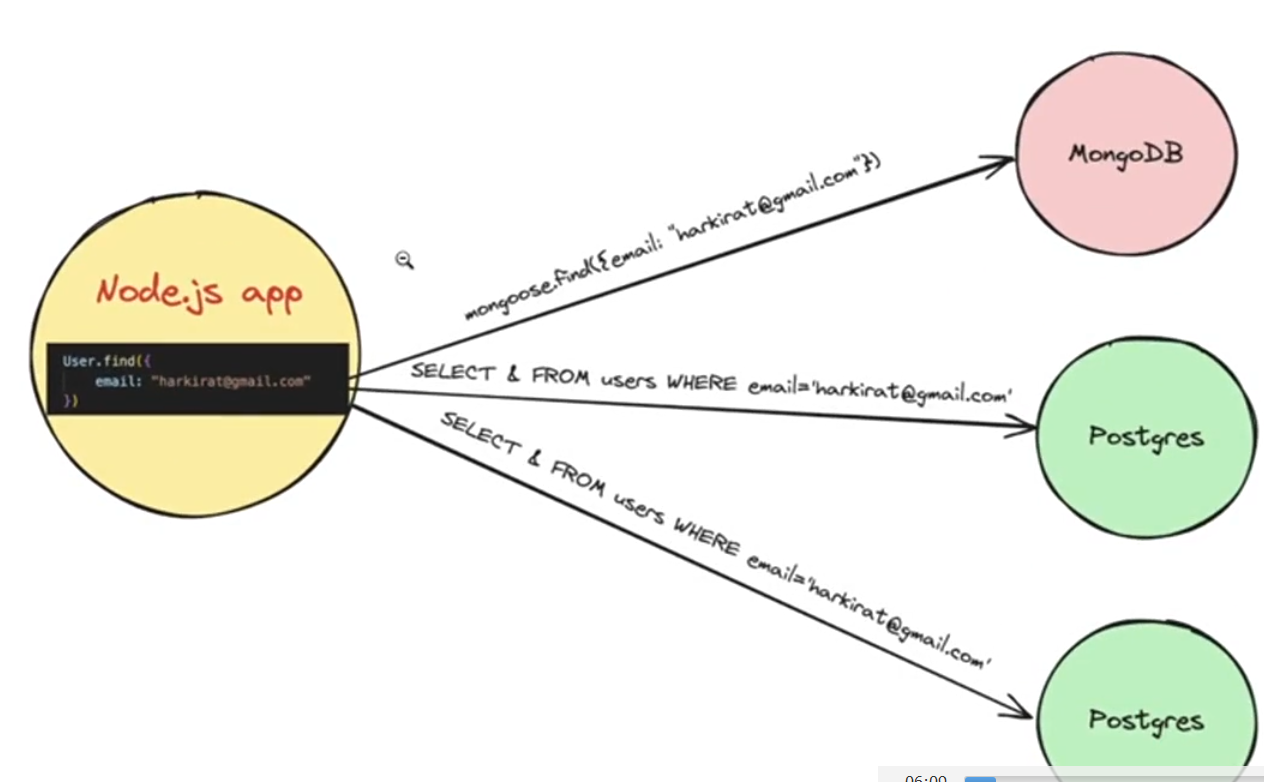 MongoDB
mongoose.find({email: "harkirat@gmail.com"})
Node.js app
User.find({
email: "harkirat@gmail.com"
})
SELECT & FROM users WHERE email='harkirat@gmail.com'
Postgres
SELECT & FROM users WHERE email='harkirat@gmail.com'
Postgres
06:00